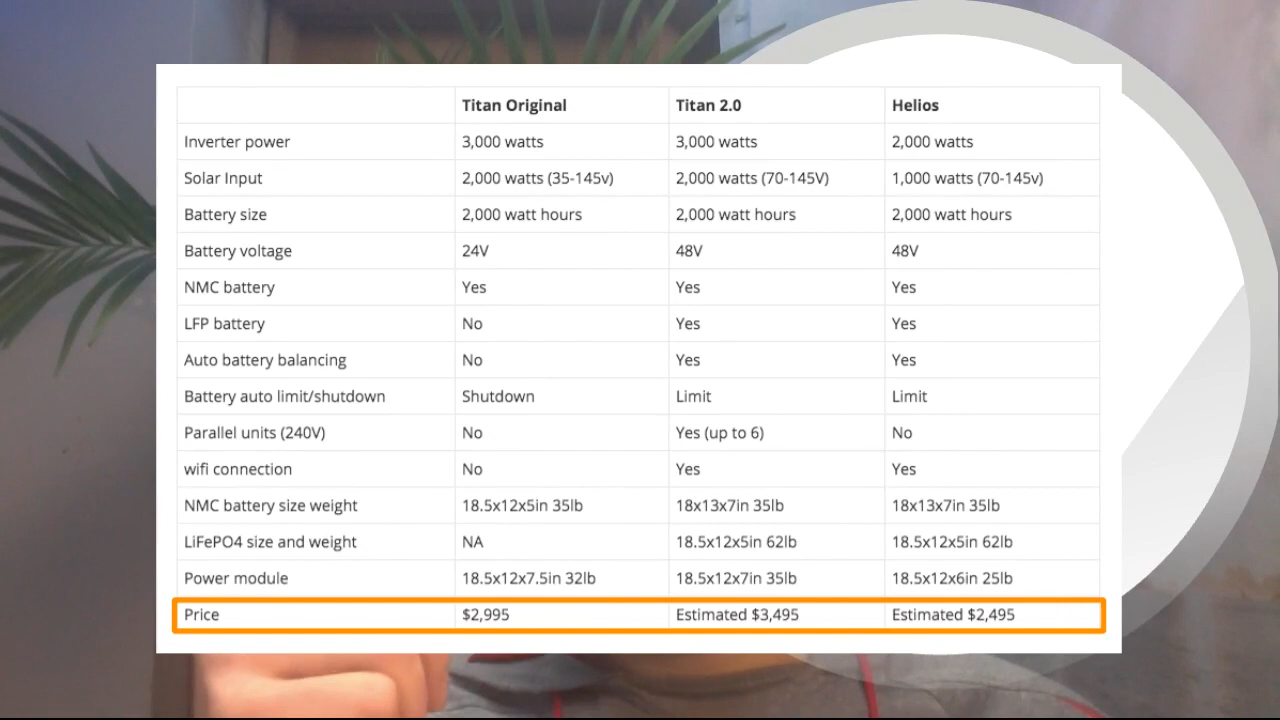 Titan Original Titan 2.0 Helios
Inverter power 3,000 watts 3,000 watts 2,000 watts
Solar Input 2,000 watts (35-145v) 2,000 watts (70-145V) 1,000 watts (70-145v)
Battery size 2,000 watt hours 2,000 watt hours 2,000 watt hours
Battery voltage 24V 48V 48V
NMC battery Yes Yes Yes
LFP battery No Yes Yes
Auto battery balancing No Yes Yes
Battery auto limit/shutdown Shutdown Limit Limit
Parallel units (240V) No Yes (up to 6) No
wifi connection No Yes Yes
NMC battery size weight 18.5x12x5in 35lb 18x13x7in 35lb 18x13x7in 35lb
LiFePO4 size and weight NA 18.5x12x5in 62lb 18.5x12x5in 62lb
Power module 18.5x12x7.5in 32lb 18.5x12x7in 35lb 18.5x12x6in 25lb
Price $2,995 Estimated $3,495 Estimated $2,495